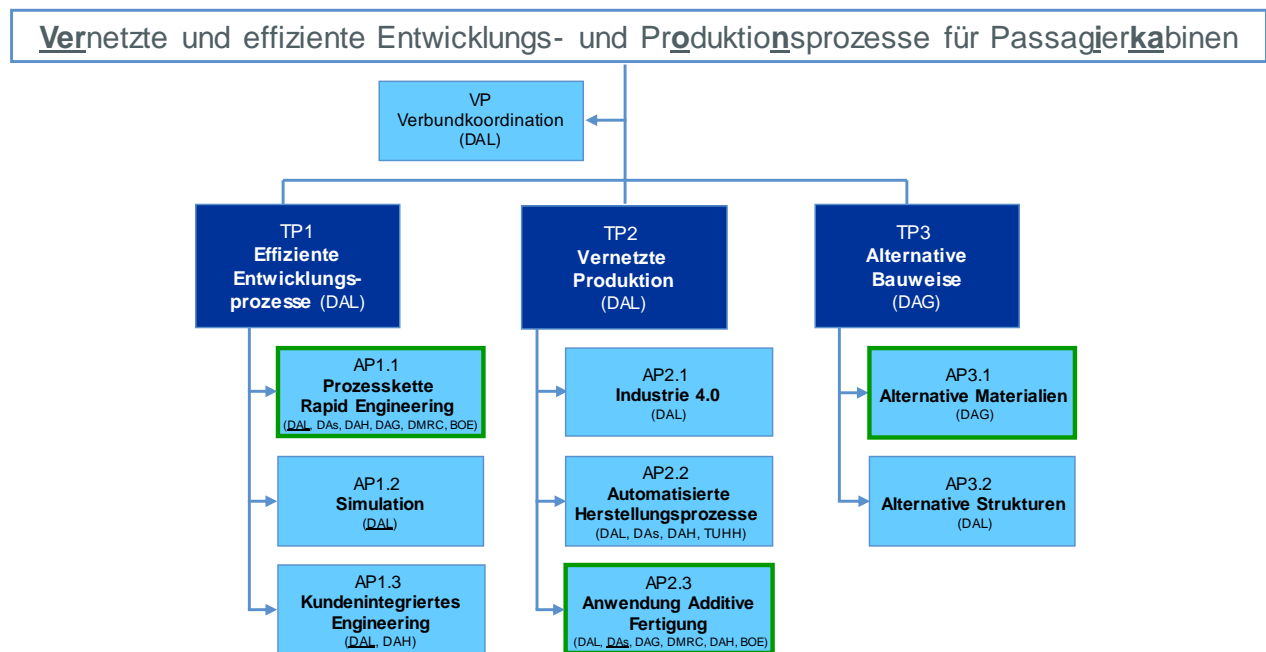 Vernetzte und effiziente Entwicklungs- und Produktionsprozesse für Passagierkabinen
VP
Verbundkoordination
(DAL)
TP1
Effiziente
Entwicklungs-
prozesse (DAL)
TP2
Vernetzte
Produktion
(DAL)
TP3
Alternative
Bauweise
(DAG)
AP1.1
Prozesskette
Rapid Engineering
(DAL, DAs, DAH, DAG, DMRC, BOE)
AP2.1
Industrie 4.0
(DAL)
AP3.1
Alternative Materialien
(DAG)
AP1.2
Simulation
(DAL)
AP2.2
Automatisierte
Herstellungsprozesse
(DAL, DAs, DAH, TUHH)
AP3.2
Alternative Strukturen
(DAL)
AP1.3
Kundenintegriertes
Engineering
(DAL, DAH)
AP2.3
Anwendung Additive
Fertigung
(DAL, DAs, DAG, DMRC, DAH, BOE)